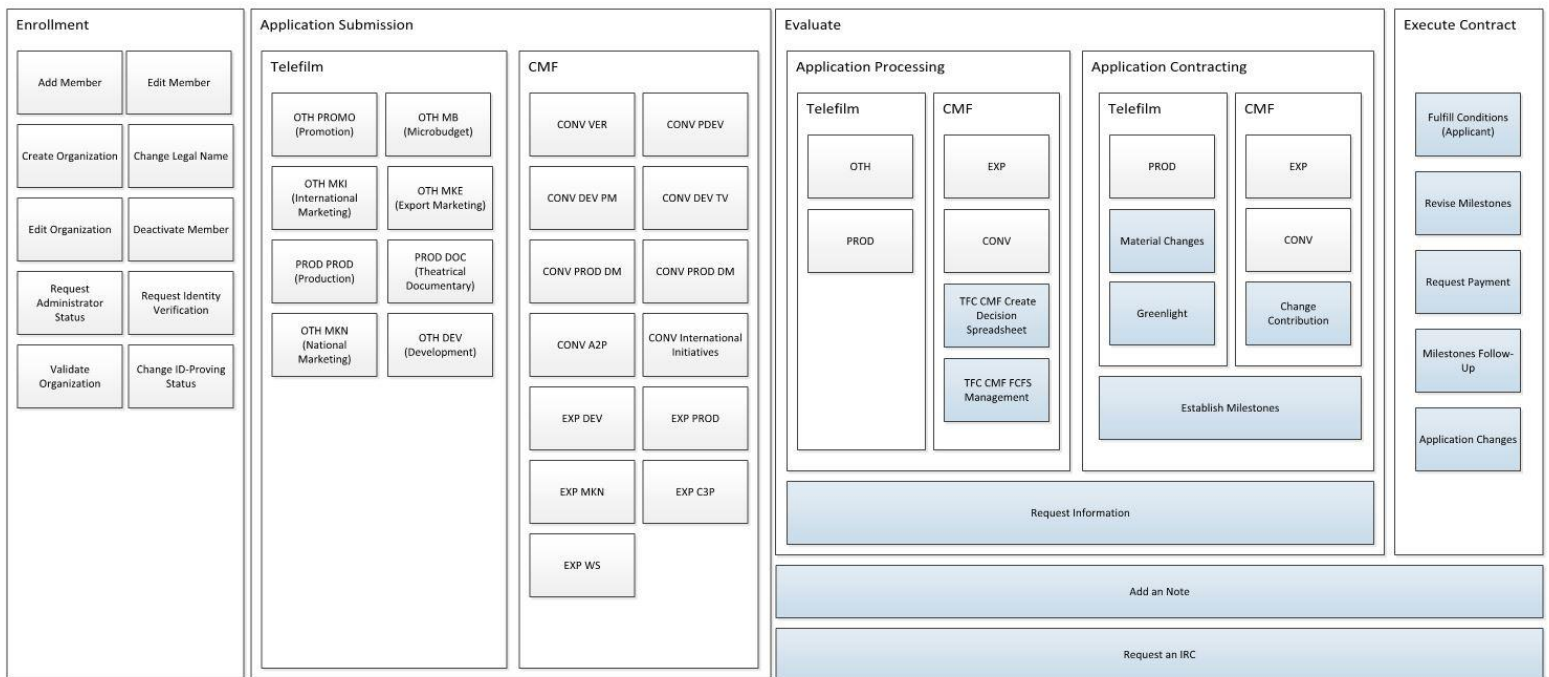 Enrollment
Add Member
Edit Member
Create Organization
Change Legal Name
Edit Organization
Deactivate Member
Request
Administrator
Status
Request Identity
Verification
Validate
Organization
Change ID-Proving
Status
Application Submission
Telefilm
OTH PROMO
(Promotion)
OTH MB
(Microbudget)
OTH MKI
(International
Marketing)
OTH MKE
(Export Marketing)
PROD PROD
(Production)
PROD DOC
(Theatrical
Documentary)
OTH MKN
(National
Marketing)
OTH DEV
(Development)
CMF
CONV VER
CONV PDEV
CONV DEV PM
CONV DEV TV
CONV PROD DM
CONV PROD DM
CONV A2P
CONV International
Initiatives
EXP DEV
EXP PROD
EXP MKN
EXP C3P
EXP WS
Evaluate
Application Processing
Telefilm
OTH
PROD
CMF
EXP
CONV
TFC CMF Create
Decision
Spreadsheet
TFC CMF FCFS
Management
Application Contracting
Telefilm
PROD
Material Changes
Greenlight
CMF
EXP
CONV
Change
Contribution
Establish Milestones
Request Information
Execute Contract
Fulfill Conditions
(Applicant)
Revise Milestones
Request Payment
Milestones Follow-
Up
Application Changes
Add an Note
Request an IRC